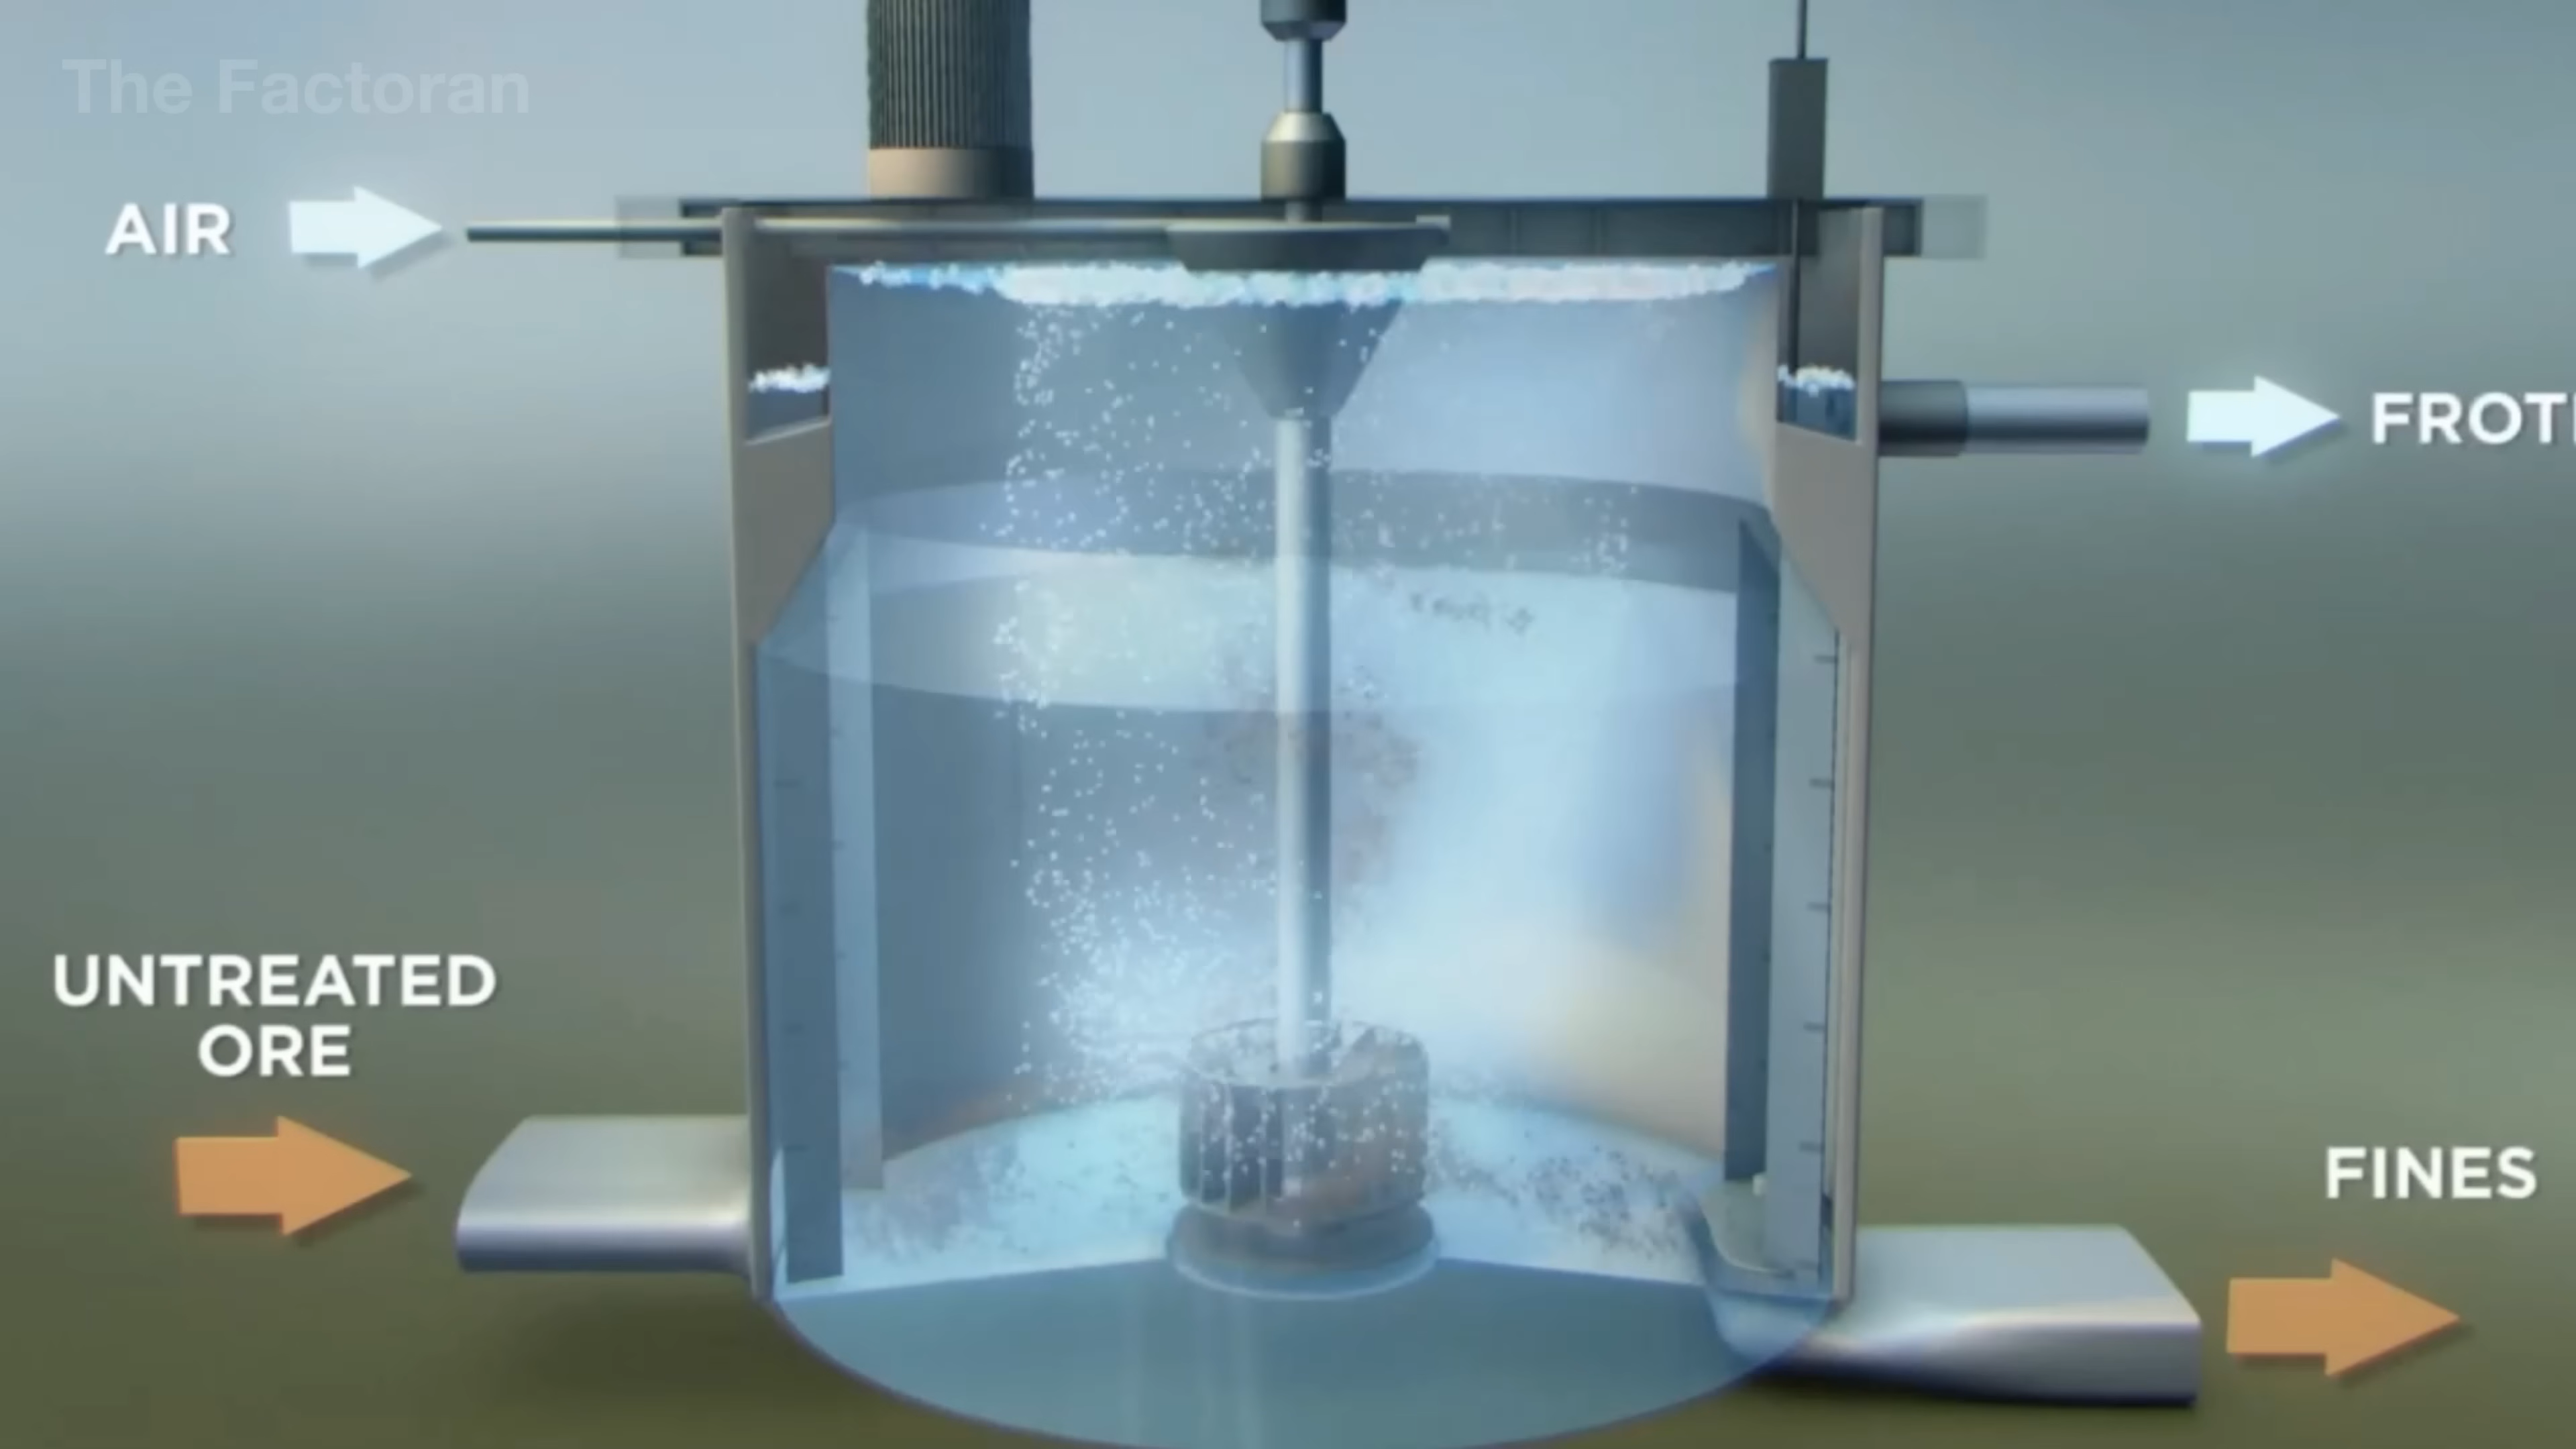 The Factoran
AIR
FROT
UNTREATED
ORE
FINES